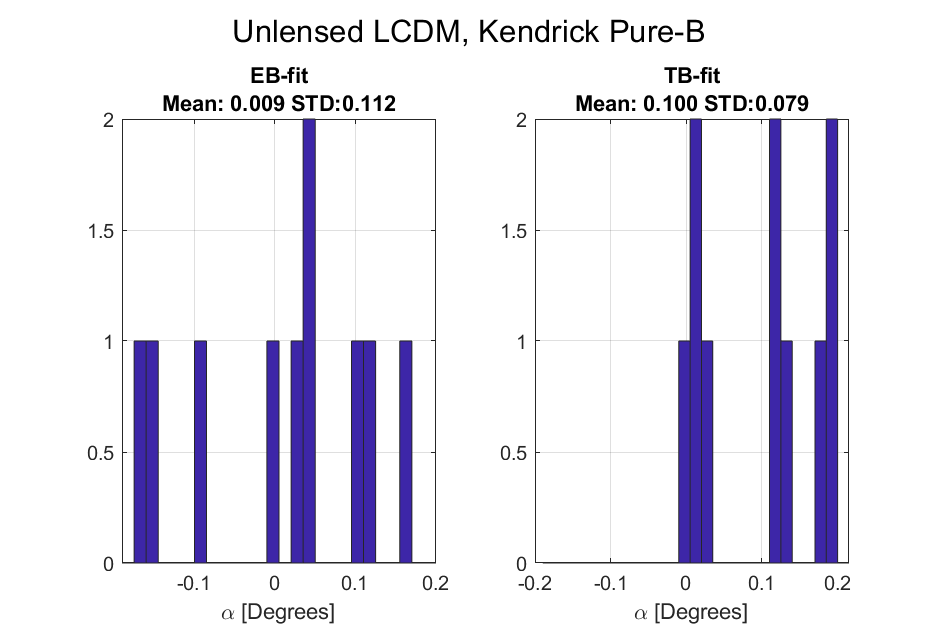 Unlensed LCDM, Kendrick Pure-B
EB-fit
Mean: 0.009 STD:0.112
2
1.5
1
0.5
0
-0.1 0 0.1 0.2
α [Degrees]
TB-fit
Mean: 0.100 STD:0.079
2
1.5
1
0.5
0
-0.2 -0.1 0 0.1 0.2
α [Degrees]